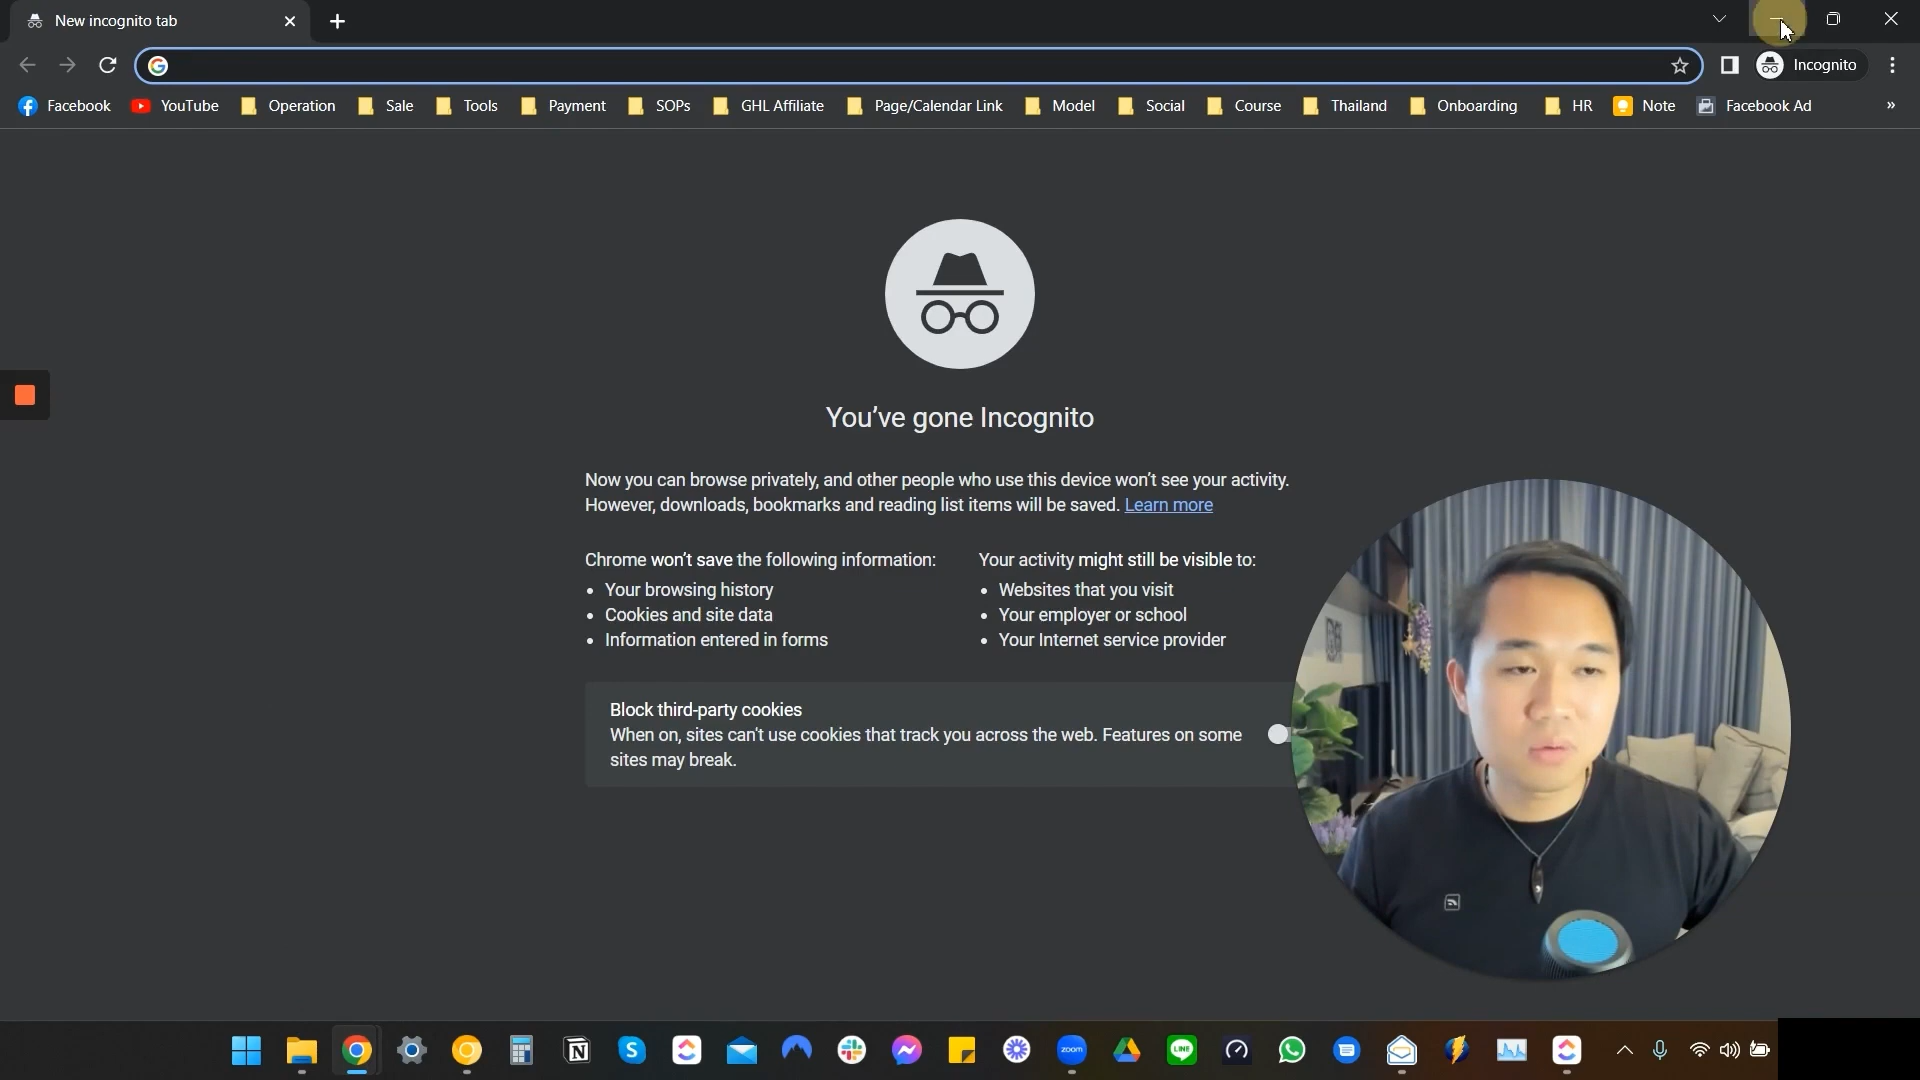 New incognito tab
Incognito
Facebook YouTube Operation Sale Tools Payment SOPs GHL Affiliate Page/Calendar Link Model Social Course Thailand Onboarding HR Note Facebook Ad »
You've gone Incognito
Now you can browse privately, and other people who use this device won't see your activity.
However, downloads, bookmarks and reading list items will be saved. Learn more
Chrome won't save the following information:
• Your browsing history
• Cookies and site data
• Information entered in forms
Your activity might still be visible to:
• Websites that you visit
• Your employer or school
• Your Internet service provider
Block third-party cookies
When on, sites can't use cookies that track you across the web. Features on some
sites may break.
zoom
LINE